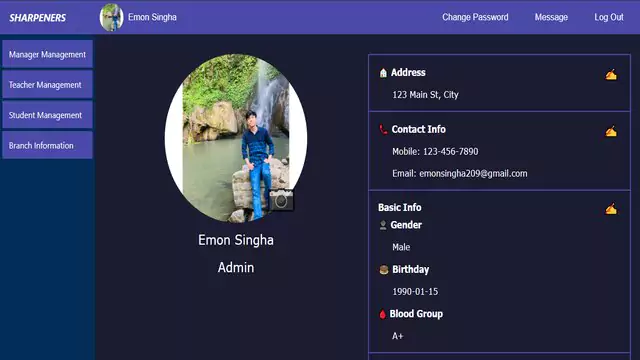 SHARPENERS
Emon Singha
Change Password
Message
Log Out
Manager Management
Teacher Management
Student Management
Branch Information
Emon Singha
Admin
Address
123 Main St, City
Contact Info
Mobile: 123-456-7890
Email: emonsingha209@gmail.com
Basic Info
Gender
Male
Birthday
1990-01-15
Blood Group
A+